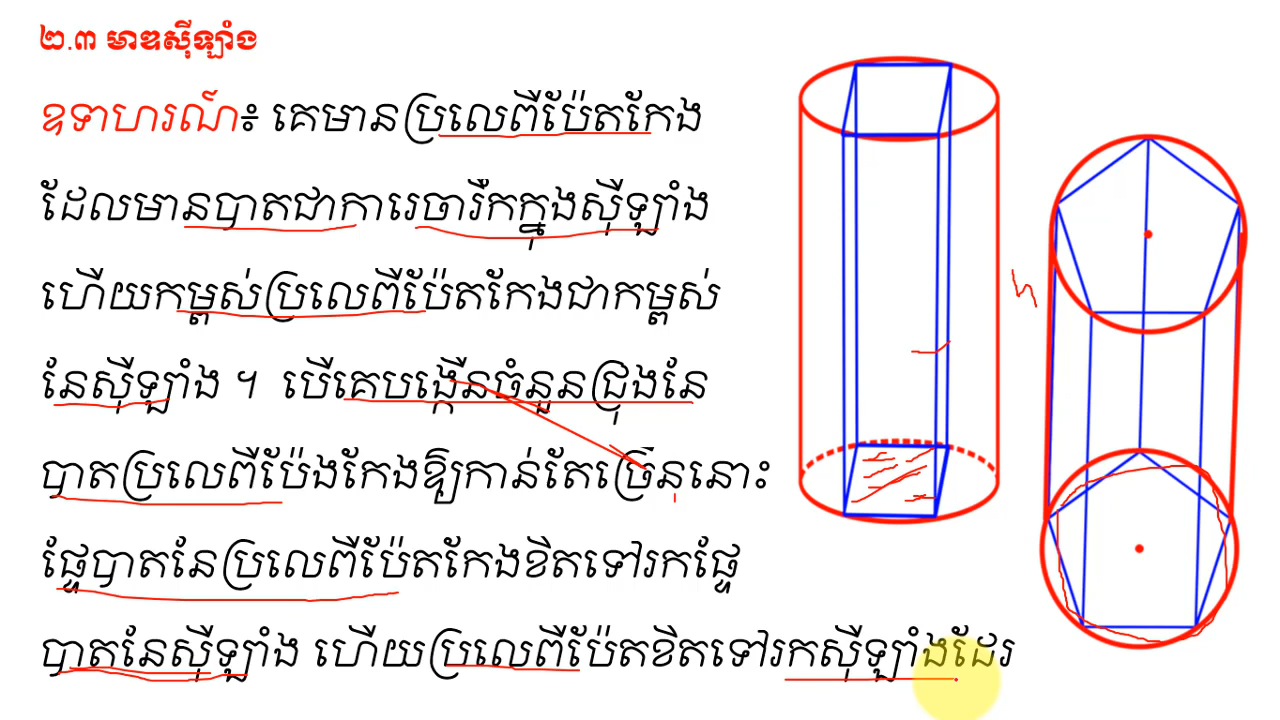 ២.៣ មាឌស៊ីឡាំង
ឧទាហរណ៍៖ គេមានប្រលេពីប៉ែតកែង
ដែលមានបាតជាការេចារឹកក្នុងស៊ីឡាំង
ហើយកម្ពស់ប្រលេពីប៉ែតកែងជាកម្ពស់
នៃស៊ីឡាំង ។ បើគេបង្កើនចំនួនជ្រុងនៃ
បាតប្រលេពីប៉ែងកែងឱ្យកាន់តែច្រើននោះ
ផ្ទៃបាតនៃប្រលេពីប៉ែតកែងខិតទៅរកផ្ទៃ
បាតនៃស៊ីឡាំង ហើយប្រលេពីប៉ែតខិតទៅរកស៊ីឡាំងដែរ
h